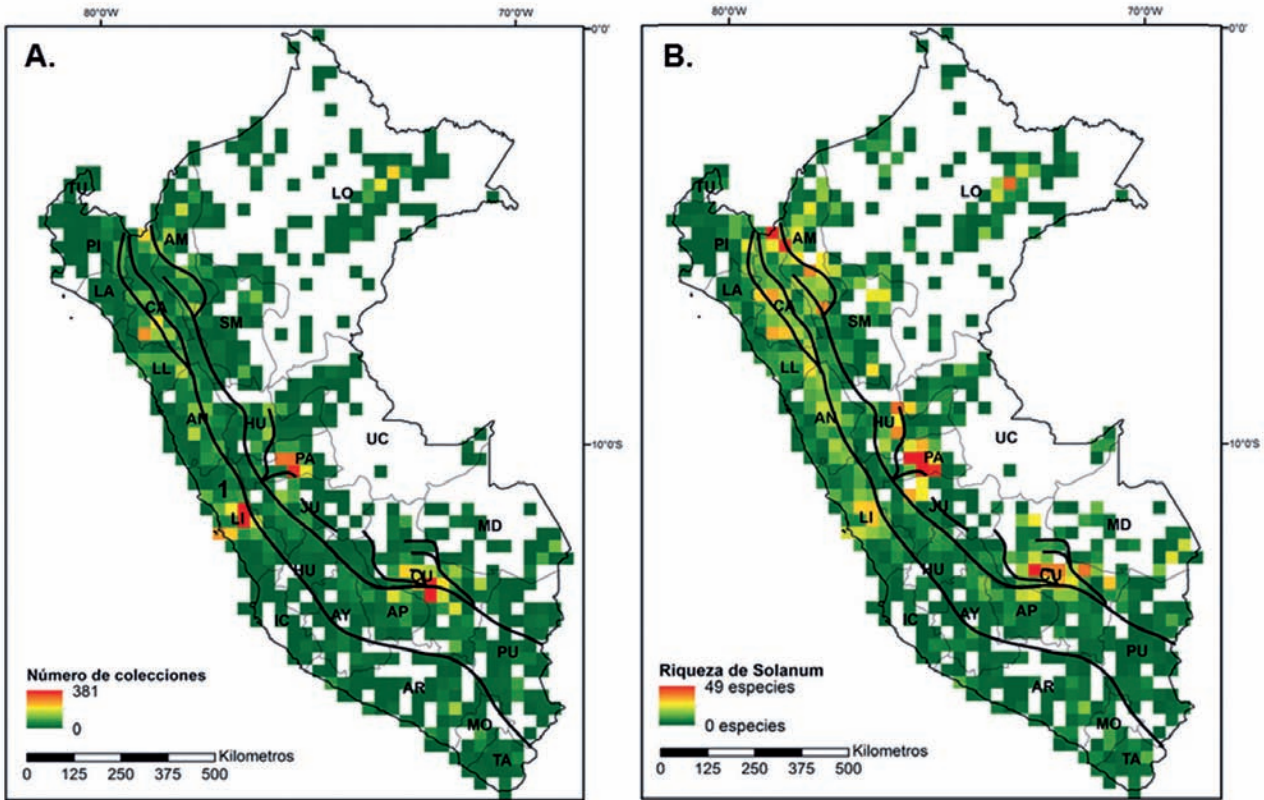 80°0'W
70°0'W
0°0'
A.
TU
PI
AM
LO
LA
CA
SM
LL
AN
HU
UC
10°0'S
PA
1
LI
JU
MD
HU
CU
IC
AY
AP
PU
AR
MO
TA
Número de colecciones
381
0
Kilometros
0 125 250 375 500
80°0'W
70°0'W
0°0'
B.
TU
PI
AM
LO
LA
CA
SM
LL
AN
HU
UC
10°0'S
PA
LI
JU
MD
HU
CU
IC
AY
AP
PU
AR
MO
TA
Riqueza de Solanum
49 especies
0 especies
Kilometros
0 125 250 375 500